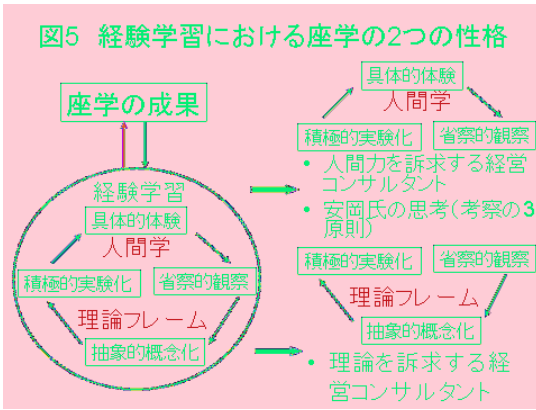 図5 経験学習における座学の2つの性格
座学の成果
経験学習
具体的体験
人間学
積極的実験化
省察的観察
理論フレーム
抽象的概念化
具体的体験
人間学
積極的実験化
省察的観察
• 人間力を訴求する経営
コンサルタント
• 安岡氏の思考(考察の3
原則)
積極的実験化
省察的観察
理論フレーム
抽象的概念化
• 理論を訴求する経
営コンサルタント